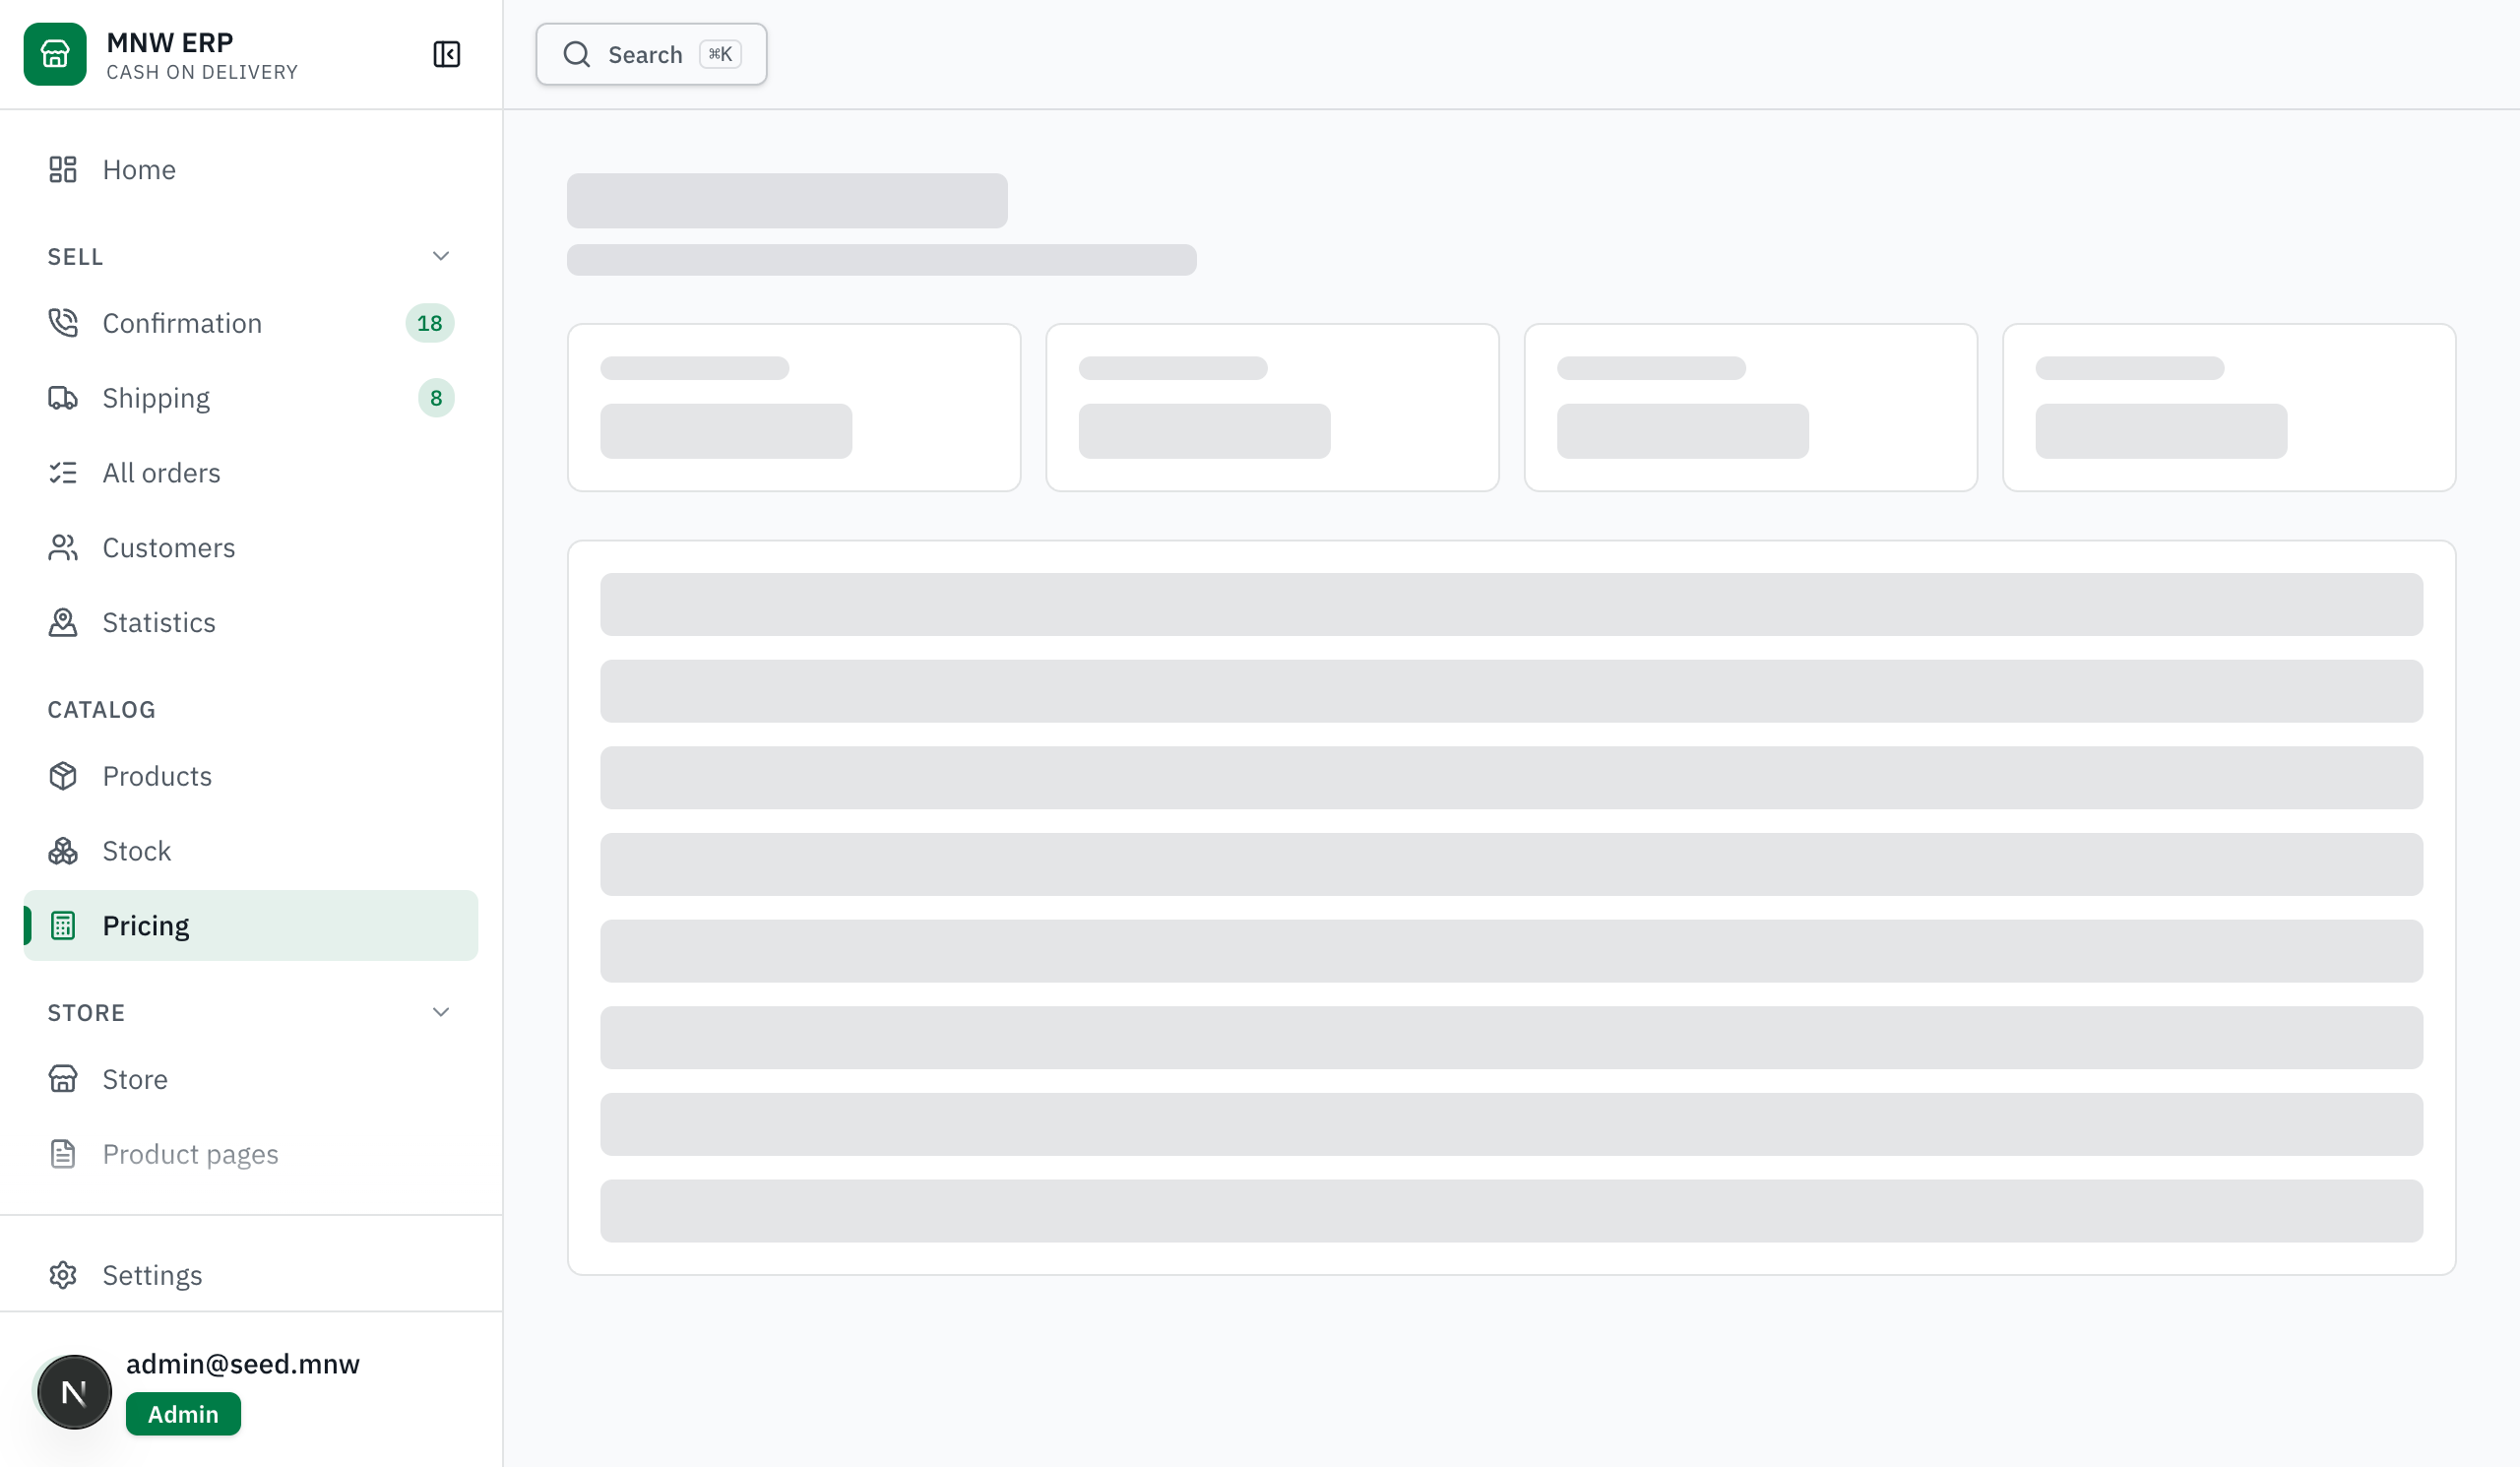 MNW ERP
CASH ON DELIVERY
Search ⌘K
Home
SELL
Confirmation 18
Shipping 8
All orders
Customers
Statistics
CATALOG
Products
Stock
Pricing
STORE
Store
Product pages
Settings
N
admin@seed.mnw
Admin